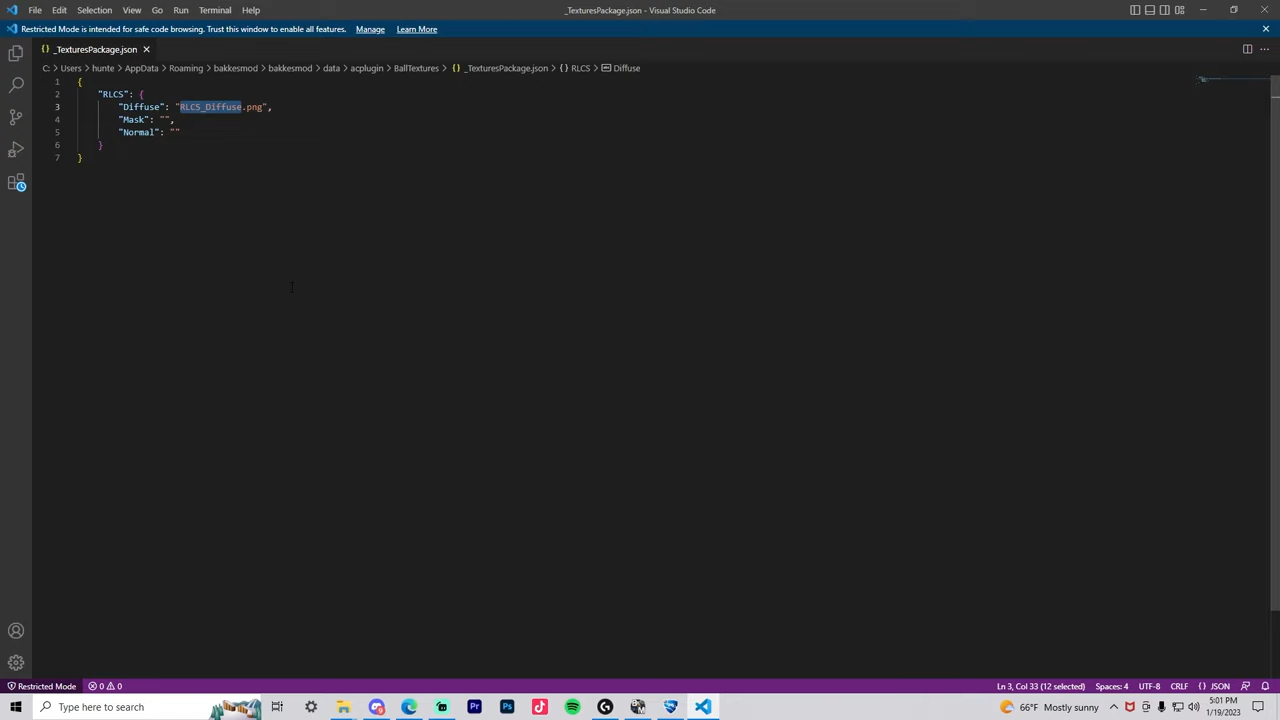 File Edit Selection View Go Run Terminal Help _TexturesPackage.json - Visual Studio Code
Restricted Mode is intended for safe code browsing. Trust this window to enable all features. Manage Learn More
{} _TexturesPackage.json ×
C: > Users > hunte > AppData > Roaming > bakkesmod > bakkesmod > data > acplugin > BallTextures > {} _TexturesPackage.json > {} RLCS > Diffuse
1 {
2 "RLCS": {
3 "Diffuse": "RLCS_Diffuse.png",
4 "Mask": "",
5 "Normal": ""
6 }
7 }
Restricted Mode 0 0 Ln 3, Col 33 (12 selected) Spaces: 4 UTF-8 CRLF {} JSON
Type here to search Pr Ps 66°F Mostly sunny 5:01 PM
1/19/2023